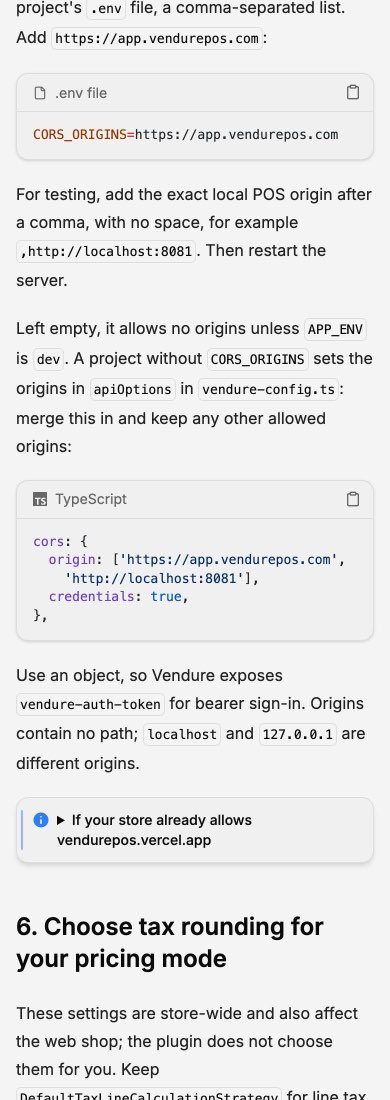 project's .env file, a comma-separated list.
Add https://app.vendurepos.com:
.env file
CORS_ORIGINS=https://app.vendurepos.com
For testing, add the exact local POS origin after
a comma, with no space, for example
,http://localhost:8081. Then restart the
server.
Left empty, it allows no origins unless APP_ENV
is dev. A project without CORS_ORIGINS sets the
origins in apiOptions in vendure-config.ts:
merge this in and keep any other allowed
origins:
TS TypeScript
cors: {
  origin: ['https://app.vendurepos.com',
    'http://localhost:8081'],
  credentials: true,
},
Use an object, so Vendure exposes
vendure-auth-token for bearer sign-in. Origins
contain no path; localhost and 127.0.0.1 are
different origins.
If your store already allows
vendurepos.vercel.app
6. Choose tax rounding for
your pricing mode
These settings are store-wide and also affect
the web shop; the plugin does not choose
them for you. Keep
DefaultTaxLineCalculationStrategy for line tax